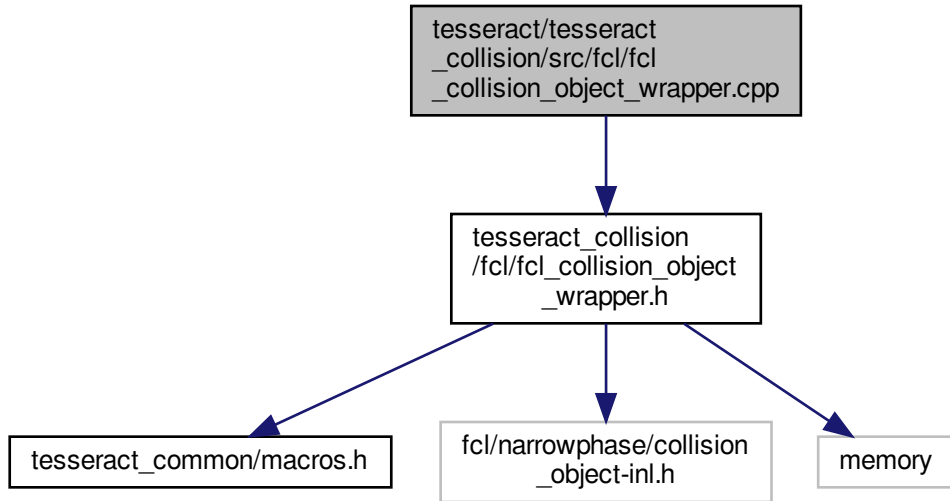 tesseract/tesseract
_collision/src/fcl/fcl
_collision_object_wrapper.cpp
tesseract_collision
/fcl/fcl_collision_object
_wrapper.h
tesseract_common/macros.h
fcl/narrowphase/collision
_object-inl.h
memory